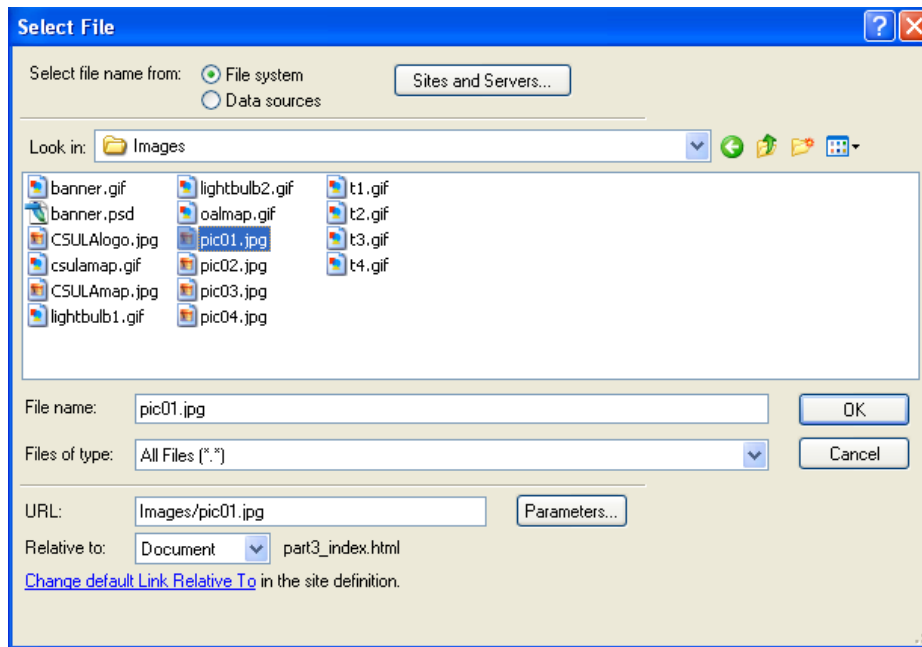 Select File
Select file name from: File system
Data sources
Sites and Servers...
Look in: Images
banner.gif lightbulb2.gif t1.gif
banner.psd oalmap.gif t2.gif
CSULAlogo.jpg pic01.jpg t3.gif
csulamap.gif pic02.jpg t4.gif
CSULAmap.jpg pic03.jpg
lightbulb1.gif pic04.jpg
File name: pic01.jpg OK
Files of type: All Files (*.*) Cancel
URL: Images/pic01.jpg Parameters...
Relative to: Document part3_index.html
Change default Link Relative To in the site definition.